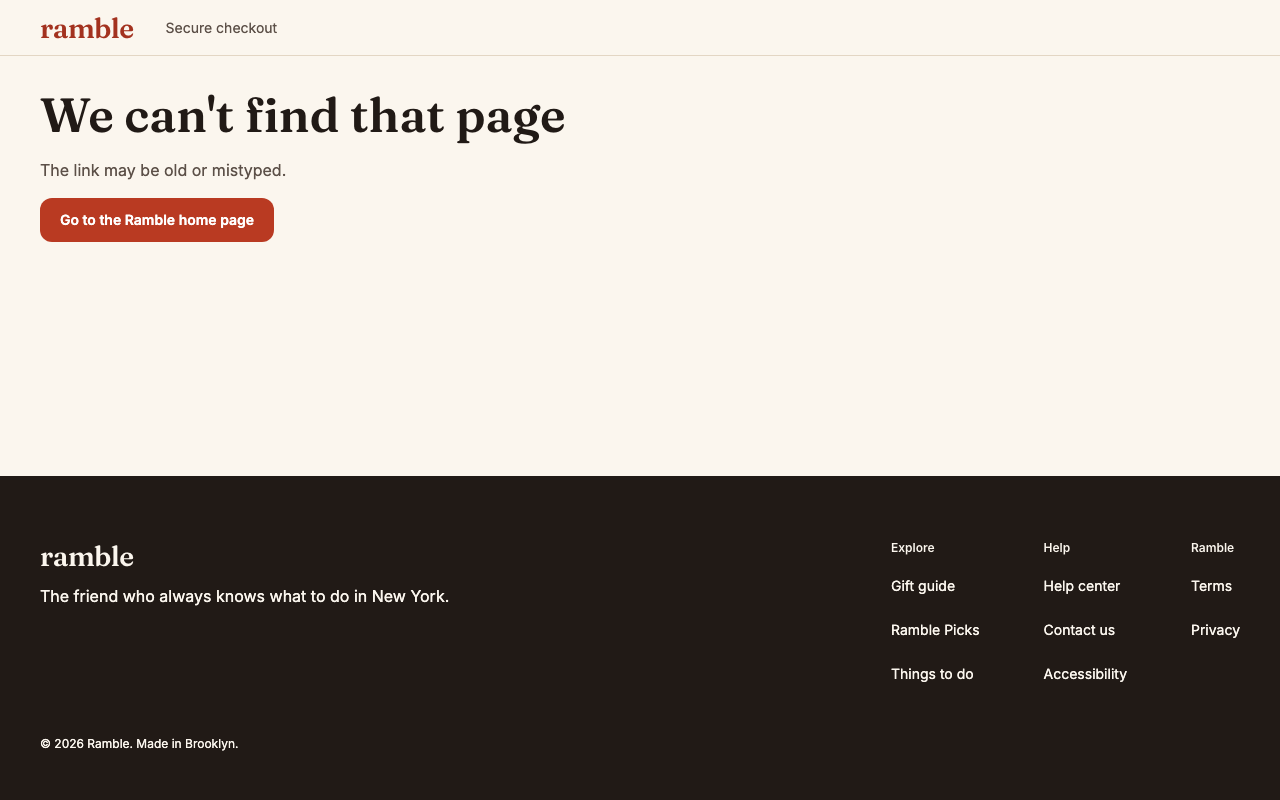 ramble
Secure checkout
We can't find that page
The link may be old or mistyped.
Go to the Ramble home page
ramble
The friend who always knows what to do in New York.
Explore
Gift guide
Ramble Picks
Things to do
Help
Help center
Contact us
Accessibility
Ramble
Terms
Privacy
© 2026 Ramble. Made in Brooklyn.